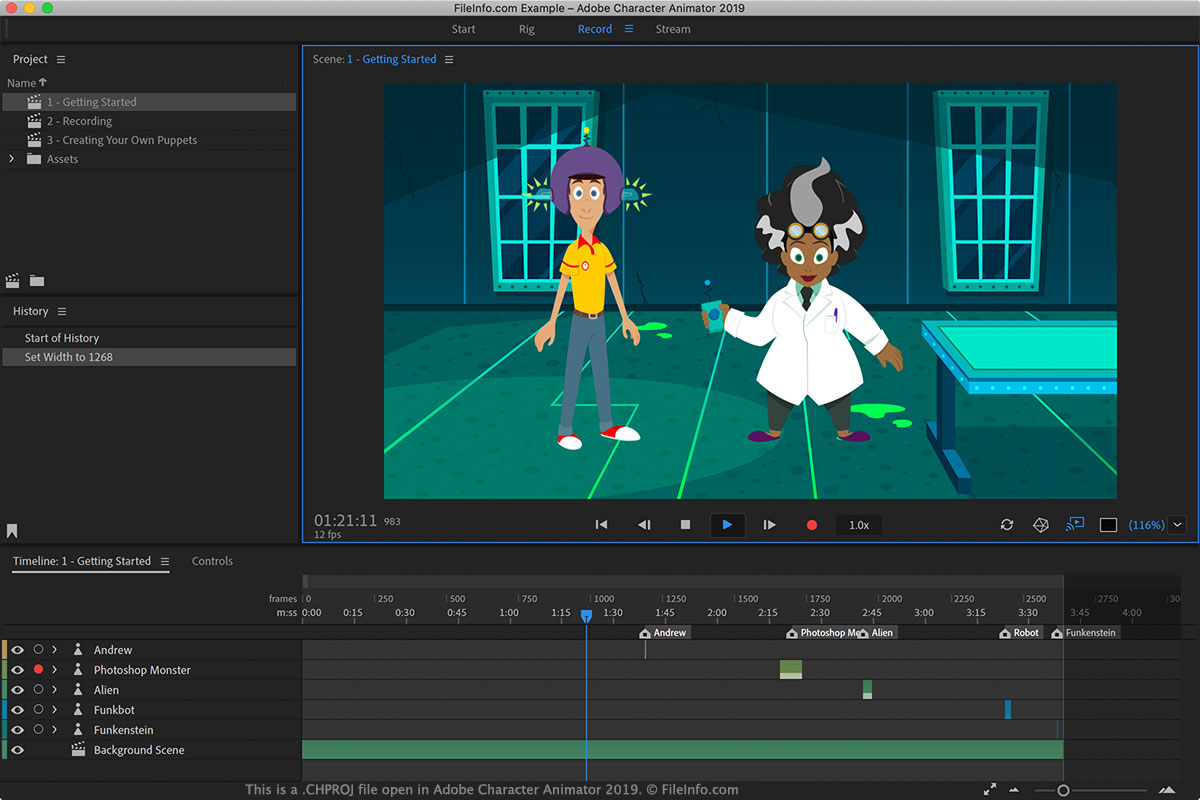 FileInfo.com Example – Adobe Character Animator 2019
Start Rig Record Stream
Project
Name
1 - Getting Started
2 - Recording
3 - Creating Your Own Puppets
Assets
History
Start of History
Set Width to 1268
Scene: 1 - Getting Started
01:21:11 983
12 fps
1.0x
(116%)
Timeline: 1 - Getting Started Controls
frames 0 250 500 750 1000 1250 1500 1750 2000 2250 2500 2750 300
m:ss 0:00 0:15 0:30 0:45 1:00 1:15 1:30 1:45 2:00 2:15 2:30 2:45 3:00 3:15 3:30 3:45 4:00
Andrew Photoshop Mo Alien Robot Funkenstein
Andrew
Photoshop Monster
Alien
Funkbot
Funkenstein
Background Scene
This is a .CHPROJ file open in Adobe Character Animator 2019. © FileInfo.com